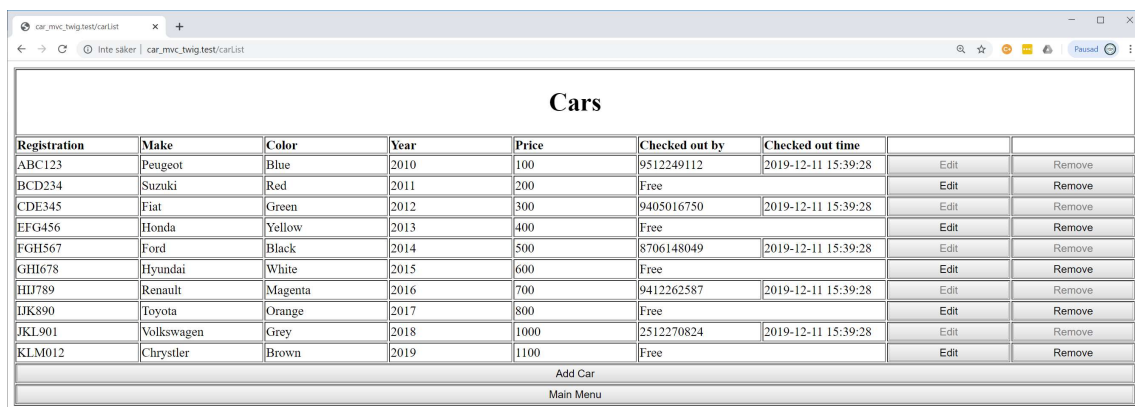 car_mvc_twig.test/carList
Inte säker | car_mvc_twig.test/carList Pausad
Cars
Registration Make Color Year Price Checked out by Checked out time
ABC123 Peugeot Blue 2010 100 9512249112 2019-12-11 15:39:28 Edit Remove
BCD234 Suzuki Red 2011 200 Free Edit Remove
CDE345 Fiat Green 2012 300 9405016750 2019-12-11 15:39:28 Edit Remove
EFG456 Honda Yellow 2013 400 Free Edit Remove
FGH567 Ford Black 2014 500 8706148049 2019-12-11 15:39:28 Edit Remove
GHI678 Hyundai White 2015 600 Free Edit Remove
HIJ789 Renault Magenta 2016 700 9412262587 2019-12-11 15:39:28 Edit Remove
IJK890 Toyota Orange 2017 800 Free Edit Remove
JKL901 Volkswagen Grey 2018 1000 2512270824 2019-12-11 15:39:28 Edit Remove
KLM012 Chrystler Brown 2019 1100 Free Edit Remove
Add Car
Main Menu